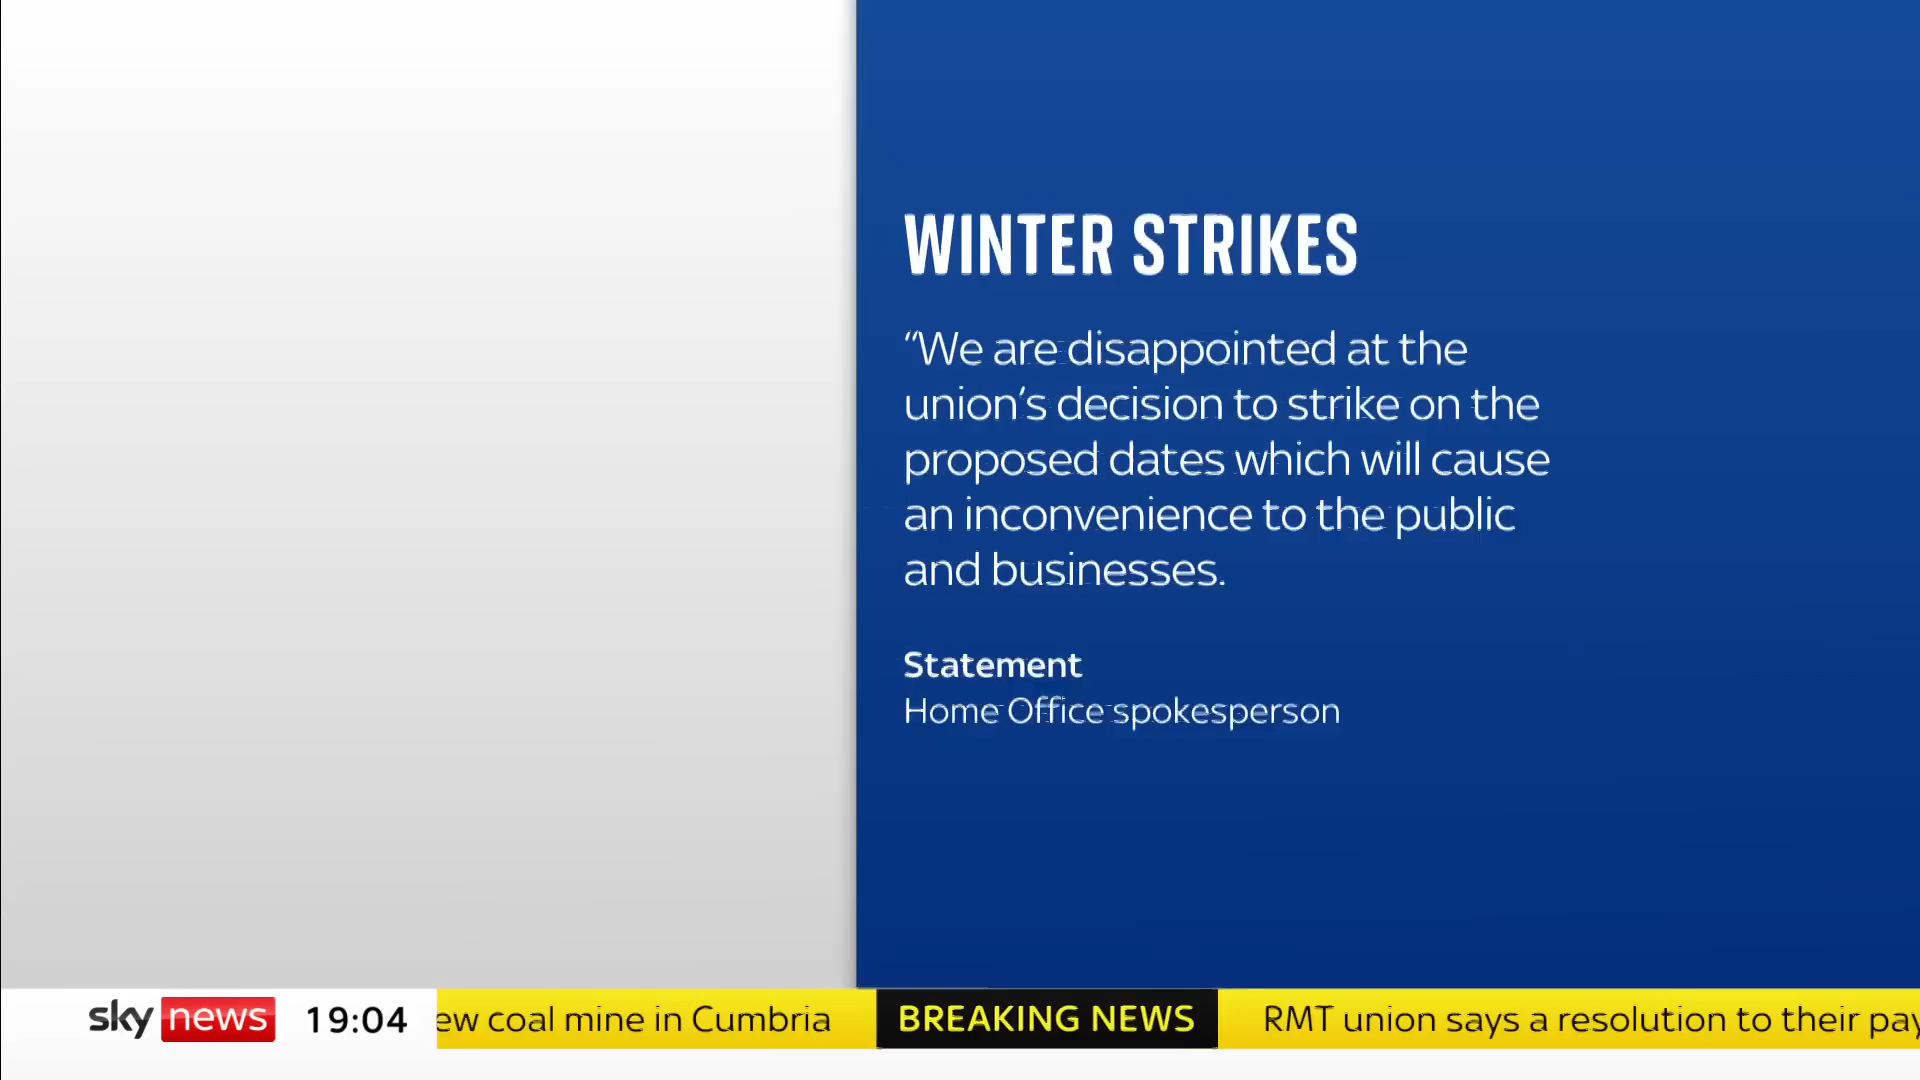 WINTER STRIKES
“We are disappointed at the
union’s decision to strike on the
proposed dates which will cause
an inconvenience to the public
and businesses.
Statement
Home Office spokesperson
sky news 19:04 ew coal mine in Cumbria BREAKING NEWS RMT union says a resolution to their pay